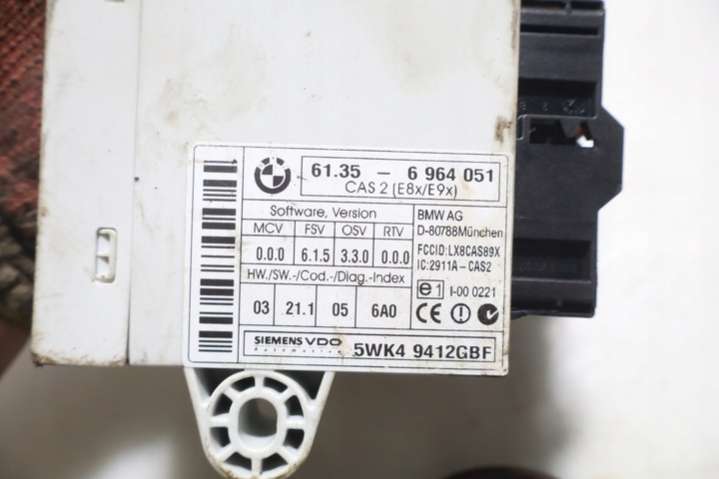 61.35 - 6 964 051
CAS 2 (E8x/E9x)
Software, Version
MCV FSV OSV RTV
0.0.0 6.1.5 3.3.0 0.0.0
HW./SW.-/Cod.-/Diag.-Index
03 21.1 05 6A0
BMW AG
D-80788München
FCCID:LX8CAS89X
IC:2911A-CAS2
e1 I-00 0221
CE
SIEMENS VDO
Automotive
5WK4 9412GBF